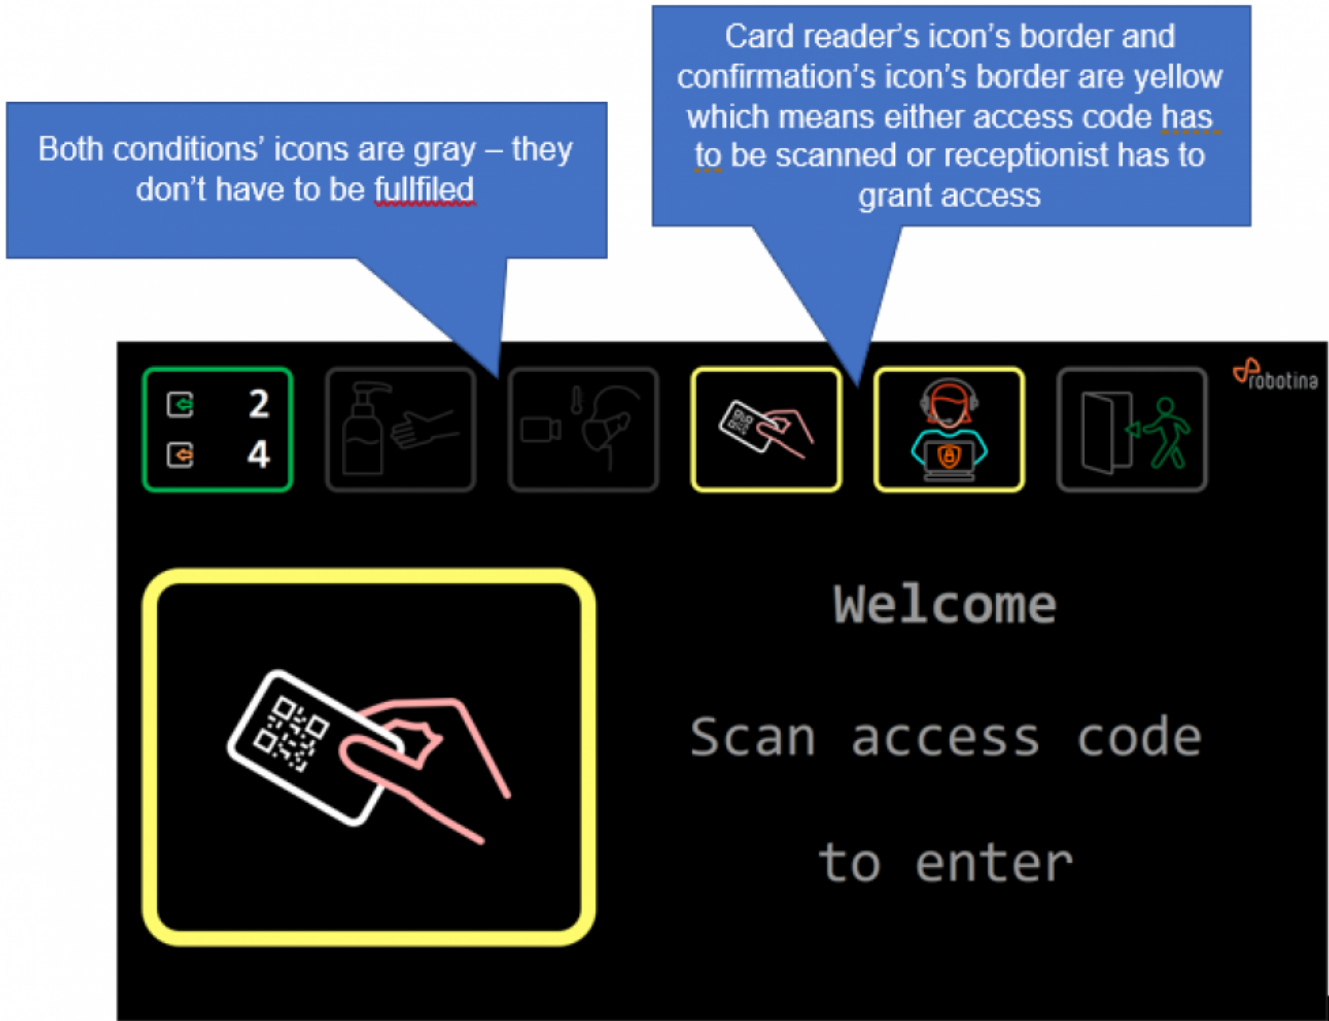 Card reader’s icon’s border and
confirmation’s icon’s border are yellow
which means either access code has
to be scanned or receptionist has to
grant access
Both conditions’ icons are gray – they
don’t have to be fullfiled
2
4
robotina
Welcome
Scan access code
to enter